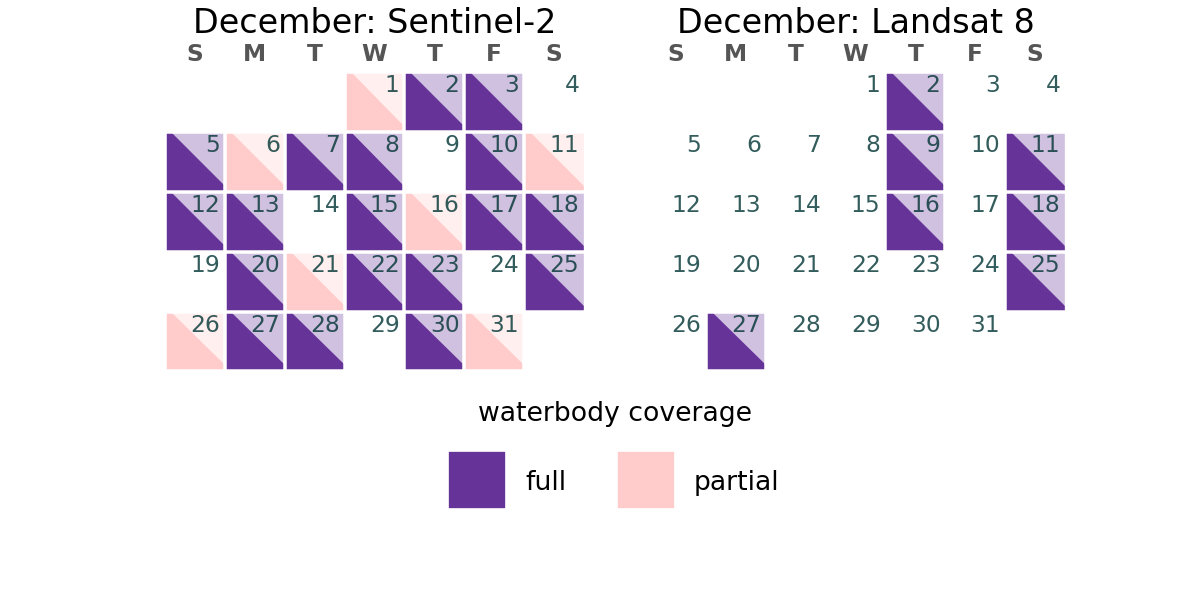 December: Sentinel-2
S M T W T F S
1 2 3 4
5 6 7 8 9 10 11
12 13 14 15 16 17 18
19 20 21 22 23 24 25
26 27 28 29 30 31
December: Landsat 8
S M T W T F S
1 2 3 4
5 6 7 8 9 10 11
12 13 14 15 16 17 18
19 20 21 22 23 24 25
26 27 28 29 30 31
waterbody coverage
full partial